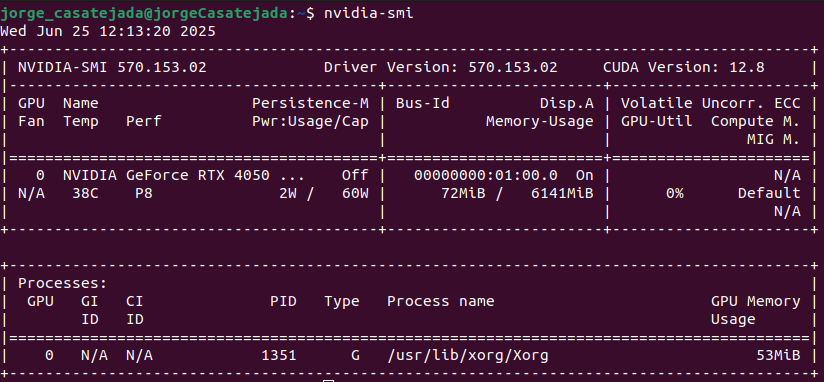 jorge_casatejada@jorgeCasatejada:~$ nvidia-smi
Wed Jun 25 12:13:20 2025
+-----------------------------------------------------------------------------------------+
| NVIDIA-SMI 570.153.02             Driver Version: 570.153.02     CUDA Version: 12.8     |
|-----------------------------------------+------------------------+----------------------+
| GPU  Name                 Persistence-M | Bus-Id          Disp.A | Volatile Uncorr. ECC |
| Fan  Temp   Perf          Pwr:Usage/Cap |           Memory-Usage | GPU-Util  Compute M. |
|                                         |                        |               MIG M. |
|=========================================+========================+======================|
|   0  NVIDIA GeForce RTX 4050 ...    Off |   00000000:01:00.0  On |                  N/A |
| N/A   38C    P8              2W /   60W |      72MiB /   6141MiB |      0%      Default |
|                                         |                        |                  N/A |
+-----------------------------------------+------------------------+----------------------+

+-----------------------------------------------------------------------------------------+
| Processes:                                                                              |
|  GPU   GI   CI              PID   Type   Process name                        GPU Memory |
|        ID   ID                                                               Usage      |
|=========================================================================================|
|    0   N/A  N/A            1351      G   /usr/lib/xorg/Xorg                       53MiB |
+-----------------------------------------------------------------------------------------+